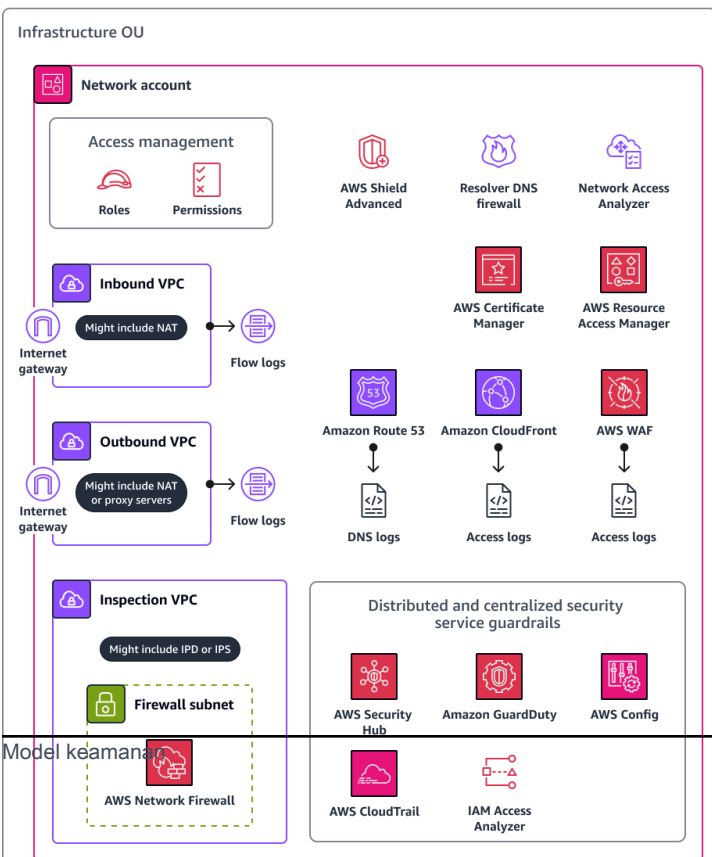 Infrastructure OU
Network account
Access management
Roles
Permissions
AWS Shield
Advanced
Resolver DNS
firewall
Network Access
Analyzer
Inbound VPC
Might include NAT
Internet
gateway
Flow logs
AWS Certificate
Manager
AWS Resource
Access Manager
Outbound VPC
Might include NAT
or proxy servers
Internet
gateway
Flow logs
53
Amazon Route 53
Amazon CloudFront
AWS WAF
DNS logs
Access logs
Access logs
Inspection VPC
Might include IPD or IPS
Firewall subnet
AWS Network Firewall
Distributed and centralized security
service guardrails
AWS Security
Hub
Amazon GuardDuty
AWS Config
Model keamanan
AWS CloudTrail
IAM Access
Analyzer